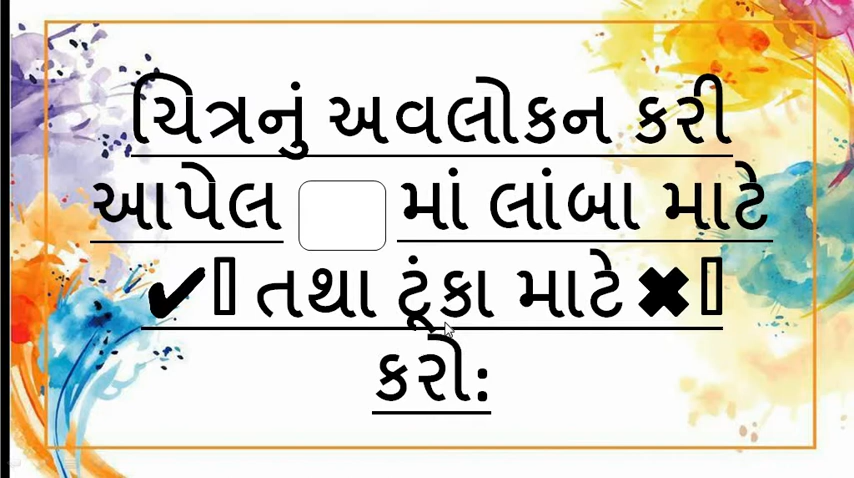 ચિત્રનું અવલોકન કરી
આપેલ માં લાંબા માટે
✔ તથા ટૂંકા માટે✖
કરો: